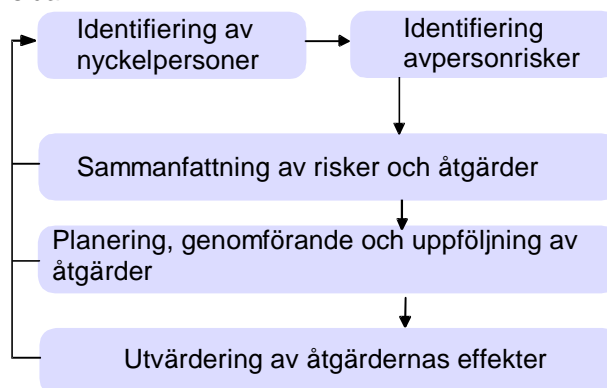 Identifiering av
nyckelpersoner
Identifiering
avpersonrisker
Sammanfattning av risker och åtgärder
Planering, genomförande och uppföljning av
åtgärder
Utvärdering av åtgärdernas effekter